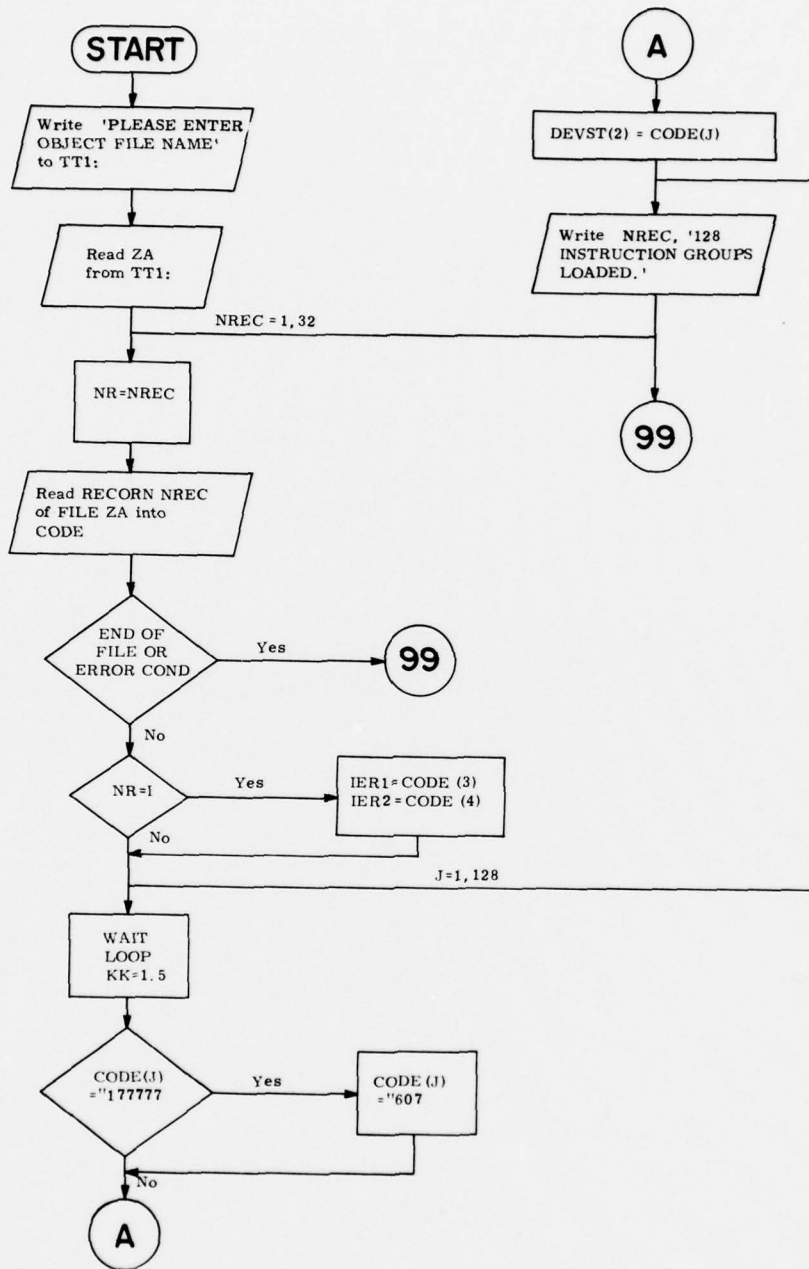 START
Write 'PLEASE ENTER
OBJECT FILE NAME'
to TT1:
Read ZA
from TT1:
NREC = 1, 32
NR=NREC
Read RECORN NREC
of FILE ZA into
CODE
END OF
FILE OR
ERROR COND
Yes
99
No
NR=I
Yes
IER1=CODE (3)
IER2=CODE (4)
No
J=1, 128
WAIT
LOOP
KK=1.5
CODE(J)
="177777
Yes
CODE (J)
="607
No
A
A
DEVST(2) = CODE(J)
Write NREC, '128
INSTRUCTION GROUPS
LOADED.'
99